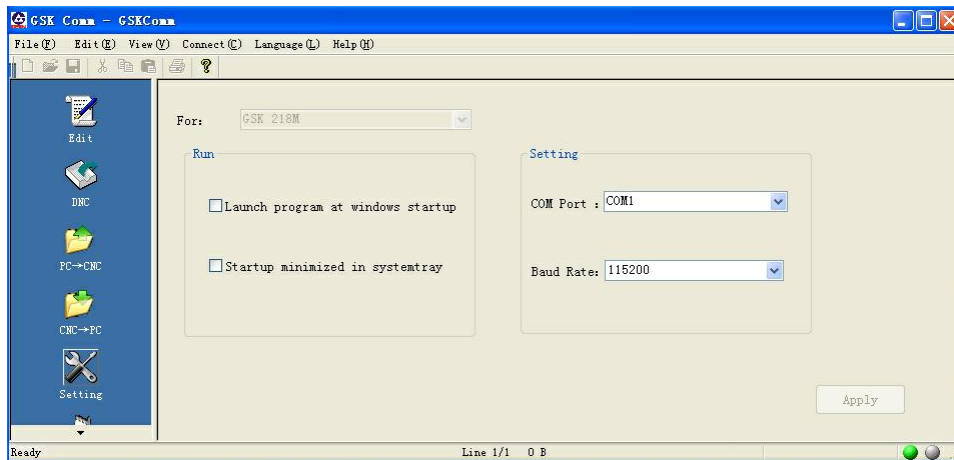 GSK Comm - GSKComm
File(F) Edit(E) View(V) Connect(C) Language(L) Help(H)
Edit
DNC
PC→CNC
CNC→PC
Setting
For: GSK 218M
Run
Launch program at windows startup
Startup minimized in systemtray
Setting
COM Port : COM1
Baud Rate: 115200
Apply
Ready Line 1/1 0 B